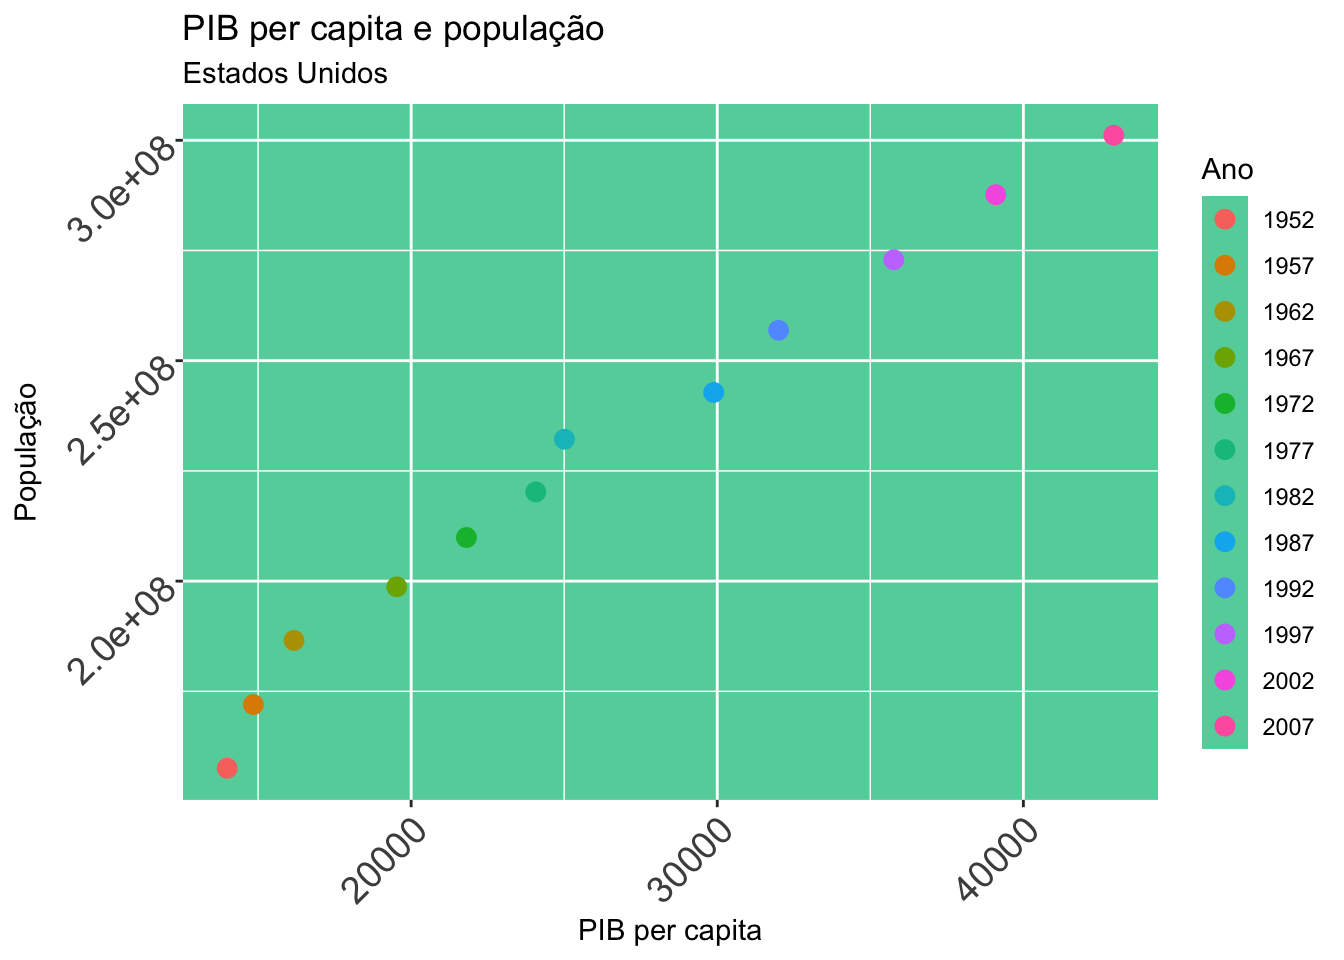 PIB per capita e população
Estados Unidos
3.0e+08
2.5e+08
2.0e+08
População
20000
30000
40000
PIB per capita
Ano
1952
1957
1962
1967
1972
1977
1982
1987
1992
1997
2002
2007